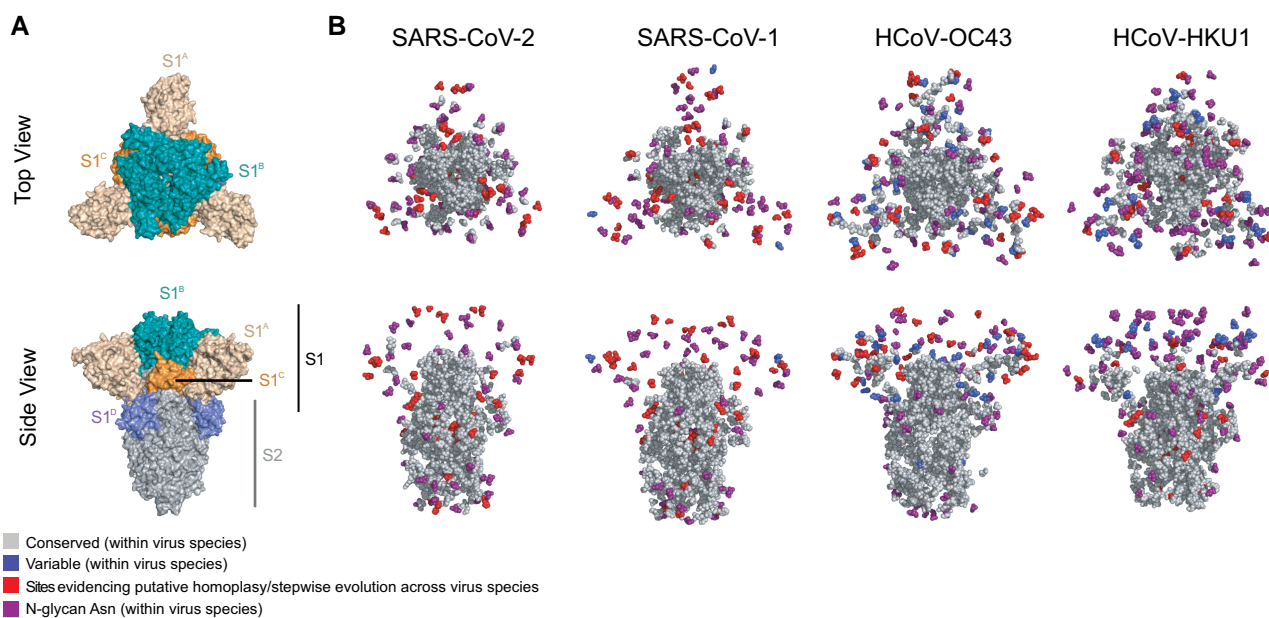 A
B
SARS-CoV-2
SARS-CoV-1
HCoV-OC43
HCoV-HKU1
Top View
S1ᴬ
S1ᶜ
S1ᴮ
Side View
S1ᴮ
S1ᴬ
S1
S1ᶜ
S1ᴰ
S2
Conserved (within virus species)
Variable (within virus species)
Sites evidencing putative homoplasy/stepwise evolution across virus species
N-glycan Asn (within virus species)